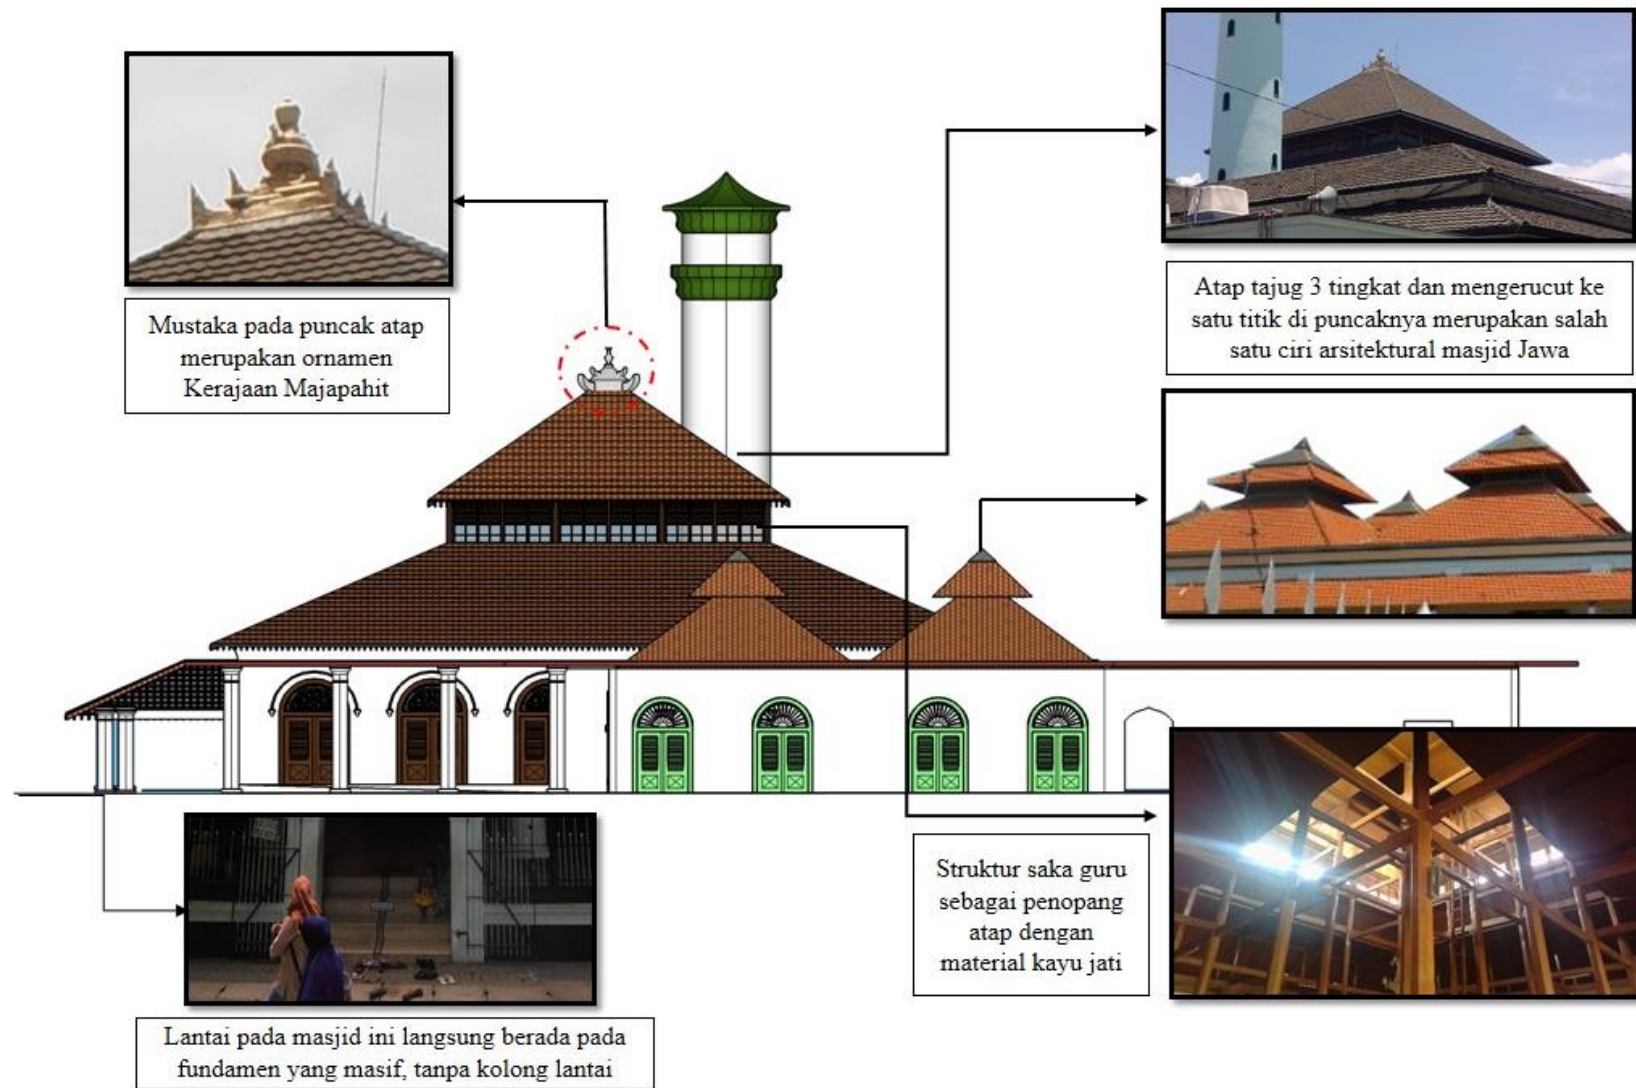 Mustaka pada puncak atap
merupakan ornamen
Kerajaan Majapahit
Atap tajug 3 tingkat dan mengerucut ke
satu titik di puncaknya merupakan salah
satu ciri arsitektural masjid Jawa
Struktur saka guru
sebagai penopang
atap dengan
material kayu jati
Lantai pada masjid ini langsung berada pada
fundamen yang masif, tanpa kolong lantai